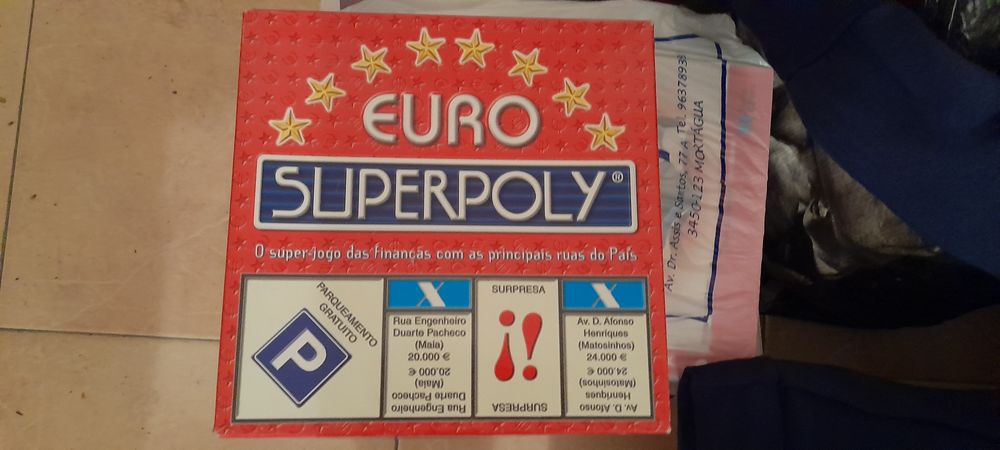 EURO
SUPERPOLY®
O super-jogo das finanças com as principais ruas do País
PARQUEAMENTO
GRATUITO
P
X
Rua Engenheiro
Duarte Pacheco
(Maia)
20.000 €
20.000 €
(Maia)
Duarte Pacheco
Rua Engenheiro
SURPRESA
¡!
SURPRESA
X
Av. D. Afonso
Henriques
(Matosinhos)
24.000 €
24.000 €
(Matosinhos)
Henriques
Av. D. Afonso
Av. Dr. Assis e Santos, 77 A Tel. 96378939
3450-123 MORTÁGUA